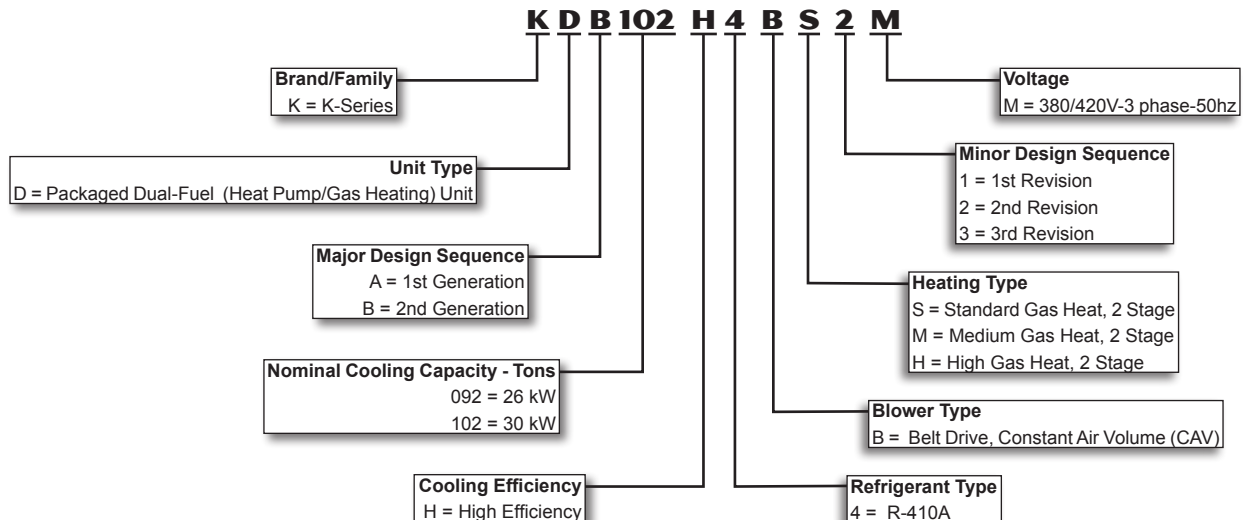 K D B 102 H 4 B S 2 M
Brand/Family
K = K-Series
Voltage
M = 380/420V-3 phase-50hz
Unit Type
D = Packaged Dual-Fuel (Heat Pump/Gas Heating) Unit
Minor Design Sequence
1 = 1st Revision
2 = 2nd Revision
3 = 3rd Revision
Major Design Sequence
A = 1st Generation
B = 2nd Generation
Heating Type
S = Standard Gas Heat, 2 Stage
M = Medium Gas Heat, 2 Stage
H = High Gas Heat, 2 Stage
Nominal Cooling Capacity - Tons
092 = 26 kW
102 = 30 kW
Blower Type
B = Belt Drive, Constant Air Volume (CAV)
Cooling Efficiency
H = High Efficiency
Refrigerant Type
4 = R-410A